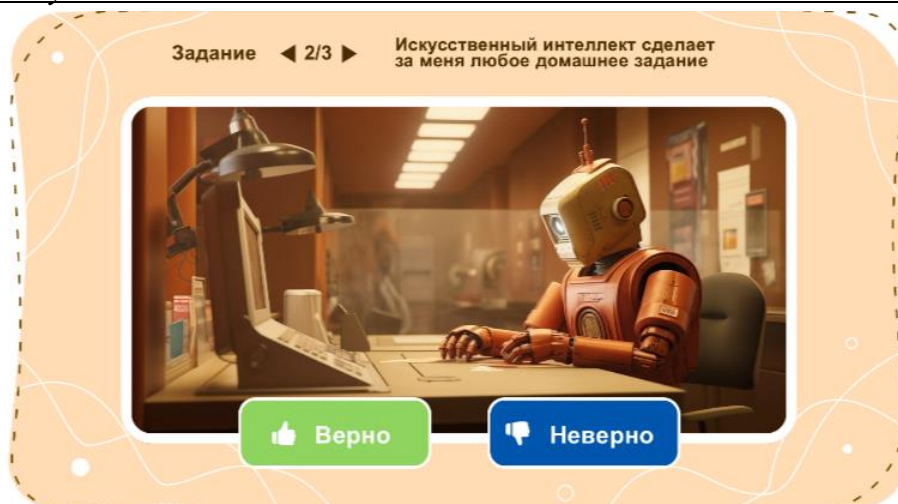 Задание ◀ 2/3 ▶
Искусственный интеллект сделает
за меня любое домашнее задание
Верно
Неверно